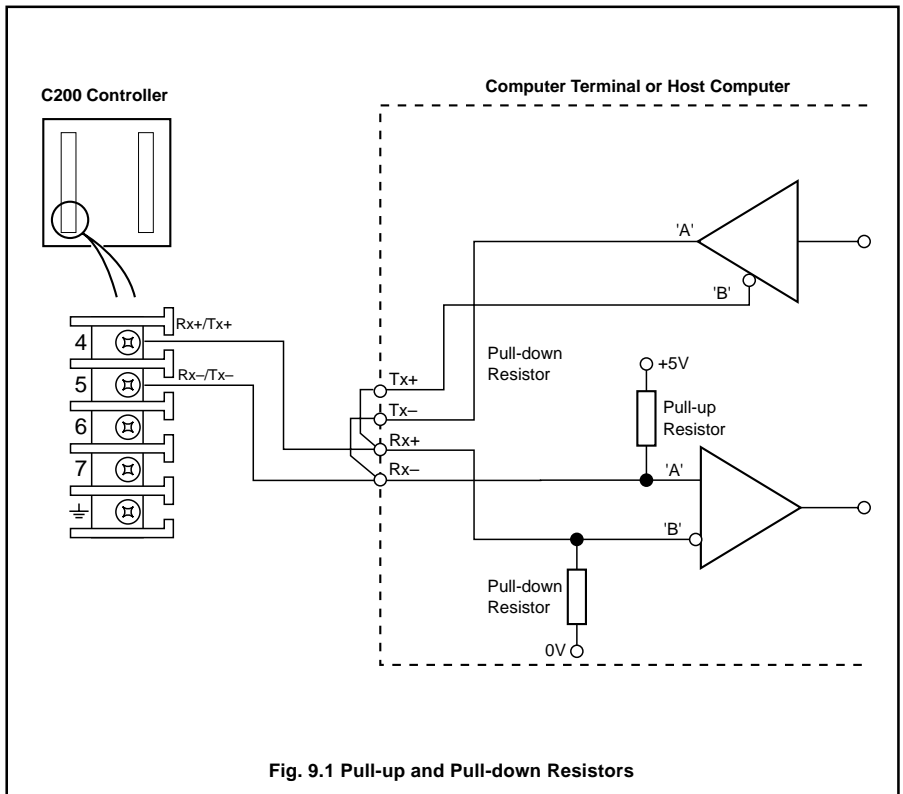 C200 Controller
Computer Terminal or Host Computer
'A'
'B'
Rx+/Tx+
4
Rx–/Tx–
5
6
7
Pull-down
Resistor
+5V
Tx+
Tx–
Rx+
Rx–
Pull-up
Resistor
'A'
'B'
Pull-down
Resistor
0V
Fig. 9.1 Pull-up and Pull-down Resistors